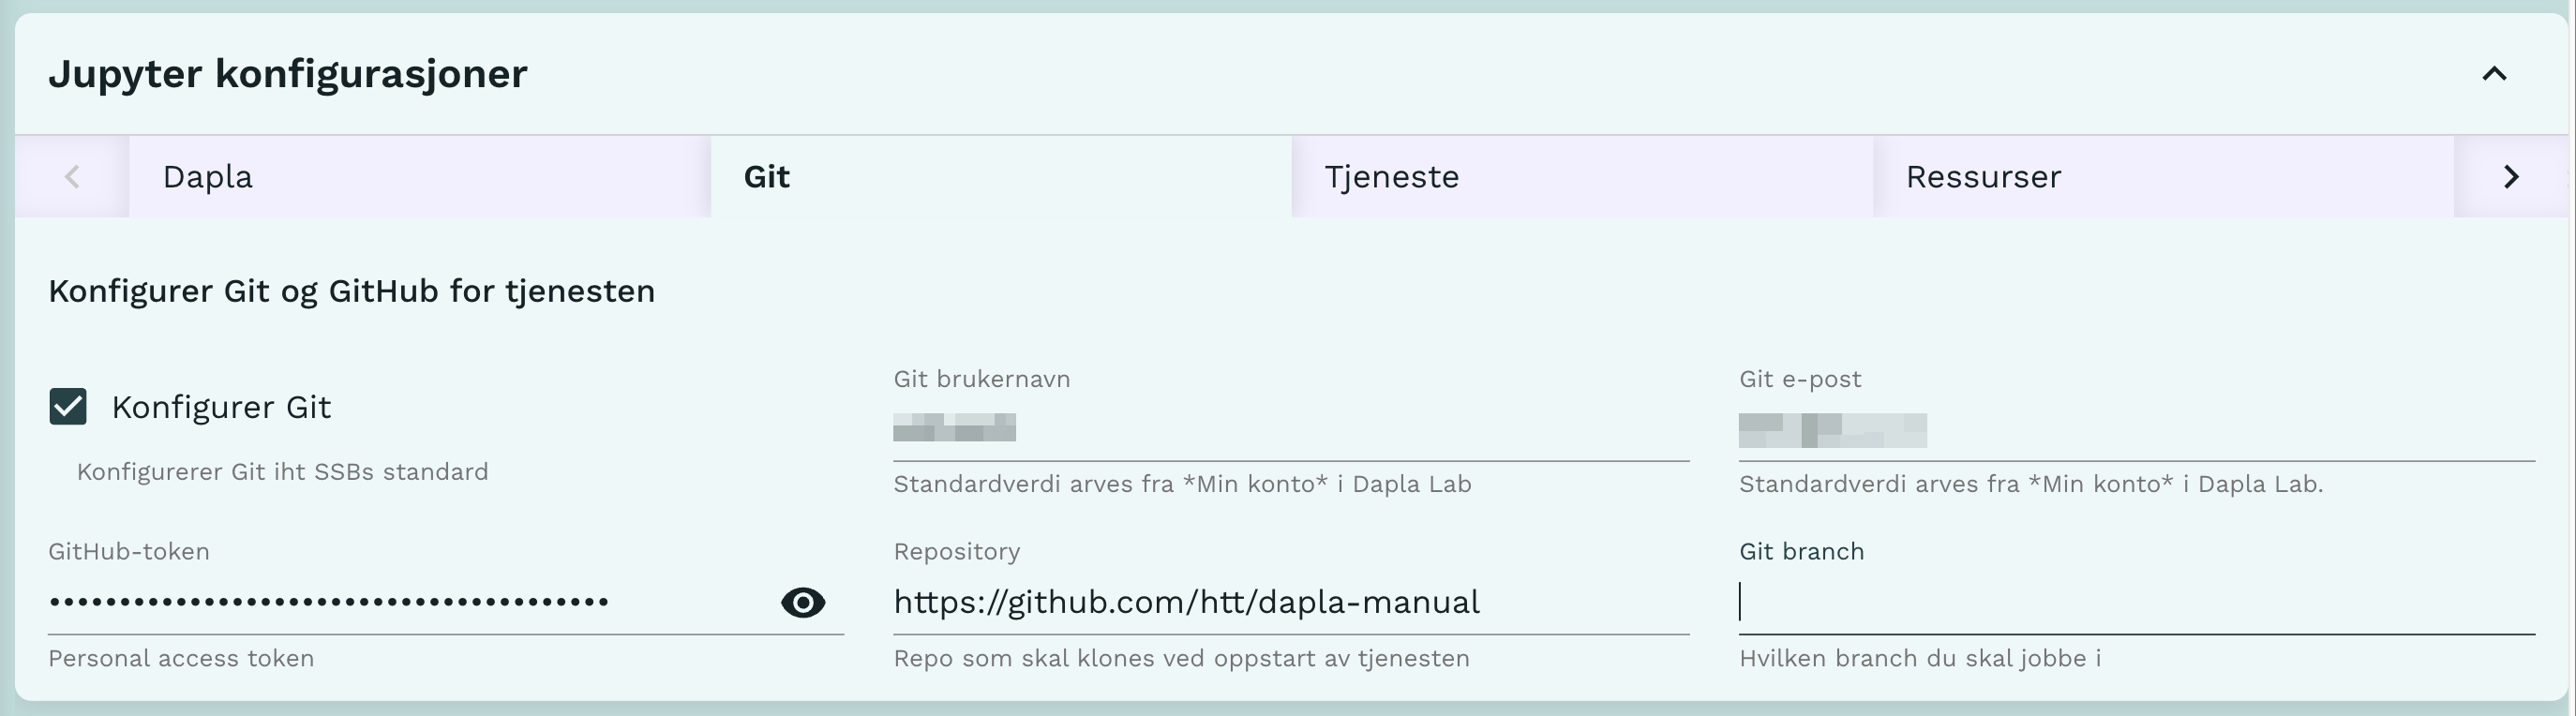 Jupyter konfigurasjoner
Dapla
Git
Tjeneste
Ressurser
Konfigurer Git og GitHub for tjenesten
Konfigurer Git
Konfigurerer Git iht SSBs standard
Git brukernavn
Standardverdi arves fra *Min konto* i Dapla Lab
Git e-post
Standardverdi arves fra *Min konto* i Dapla Lab.
GitHub-token
••••••••••••••••••••••••••••••••••••••••
Personal access token
Repository
https://github.com/htt/dapla-manual
Repo som skal klones ved oppstart av tjenesten
Git branch
Hvilken branch du skal jobbe i